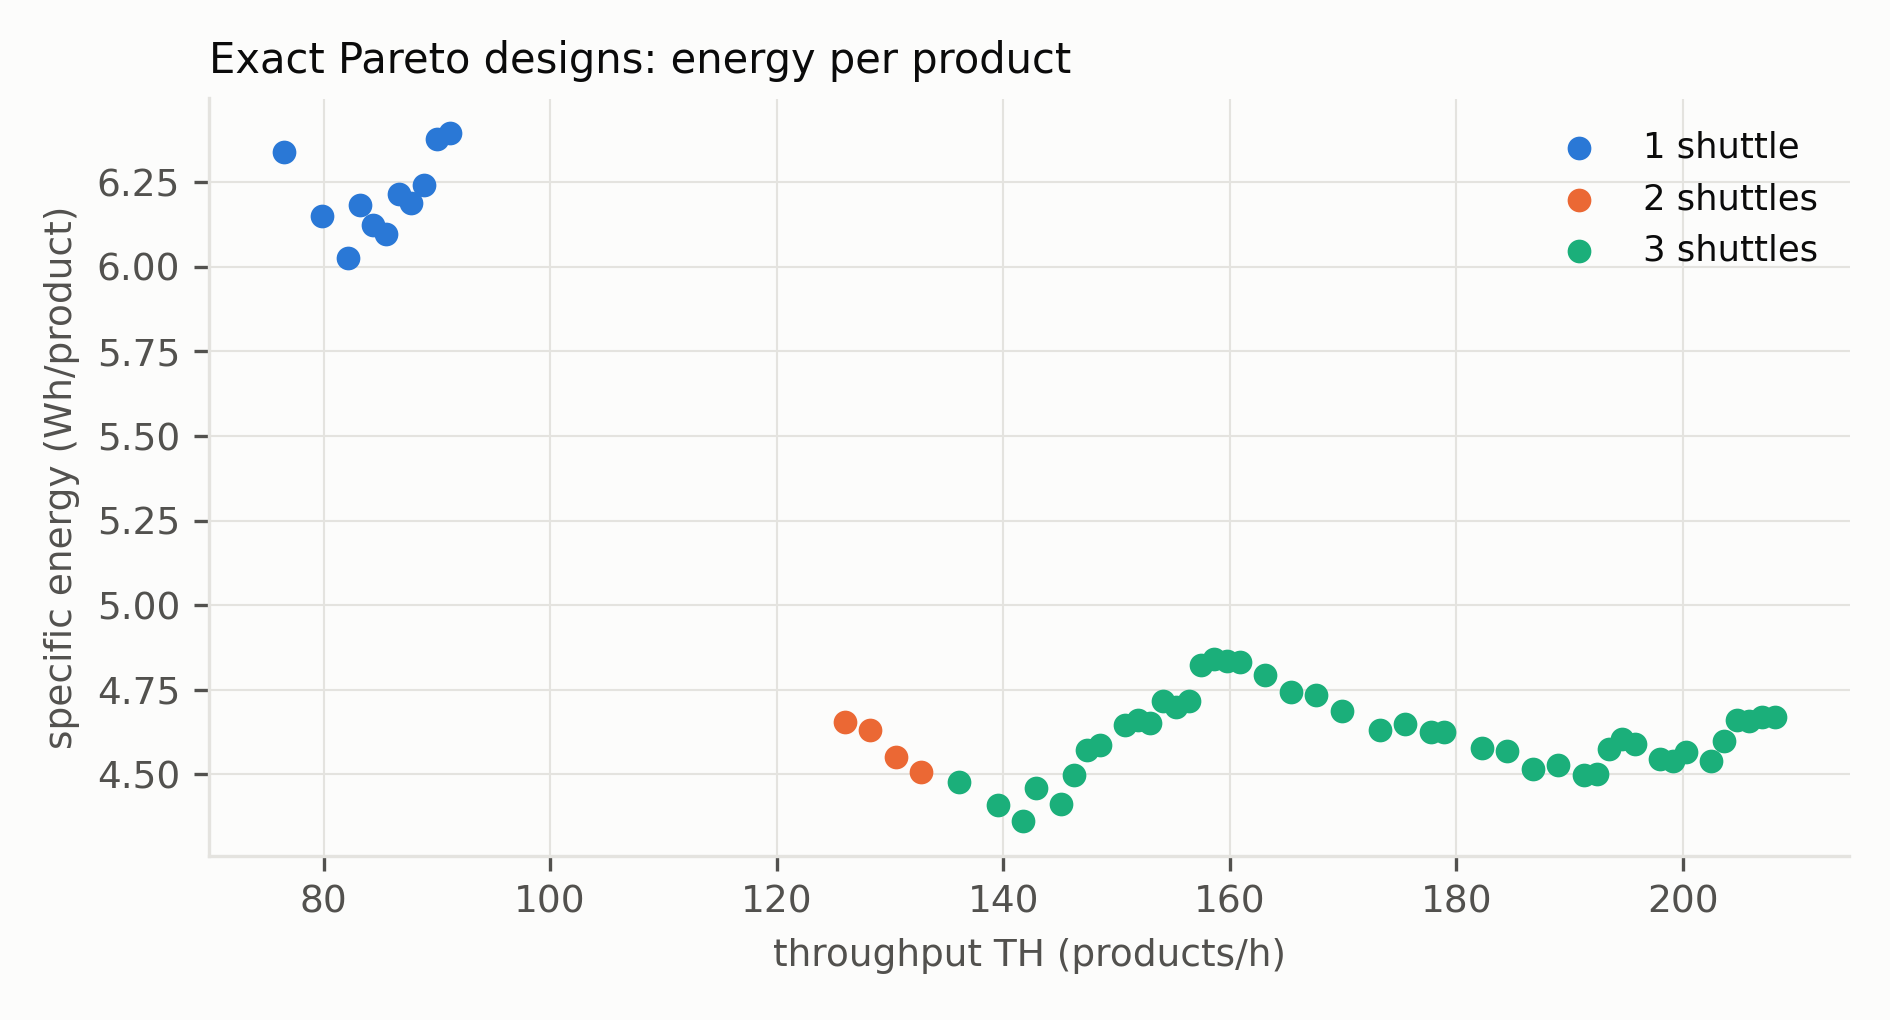 Exact Pareto designs: energy per product
1 shuttle
2 shuttles
3 shuttles
specific energy (Wh/product)
6.25
6.00
5.75
5.50
5.25
5.00
4.75
4.50
80 100 120 140 160 180 200
throughput TH (products/h)